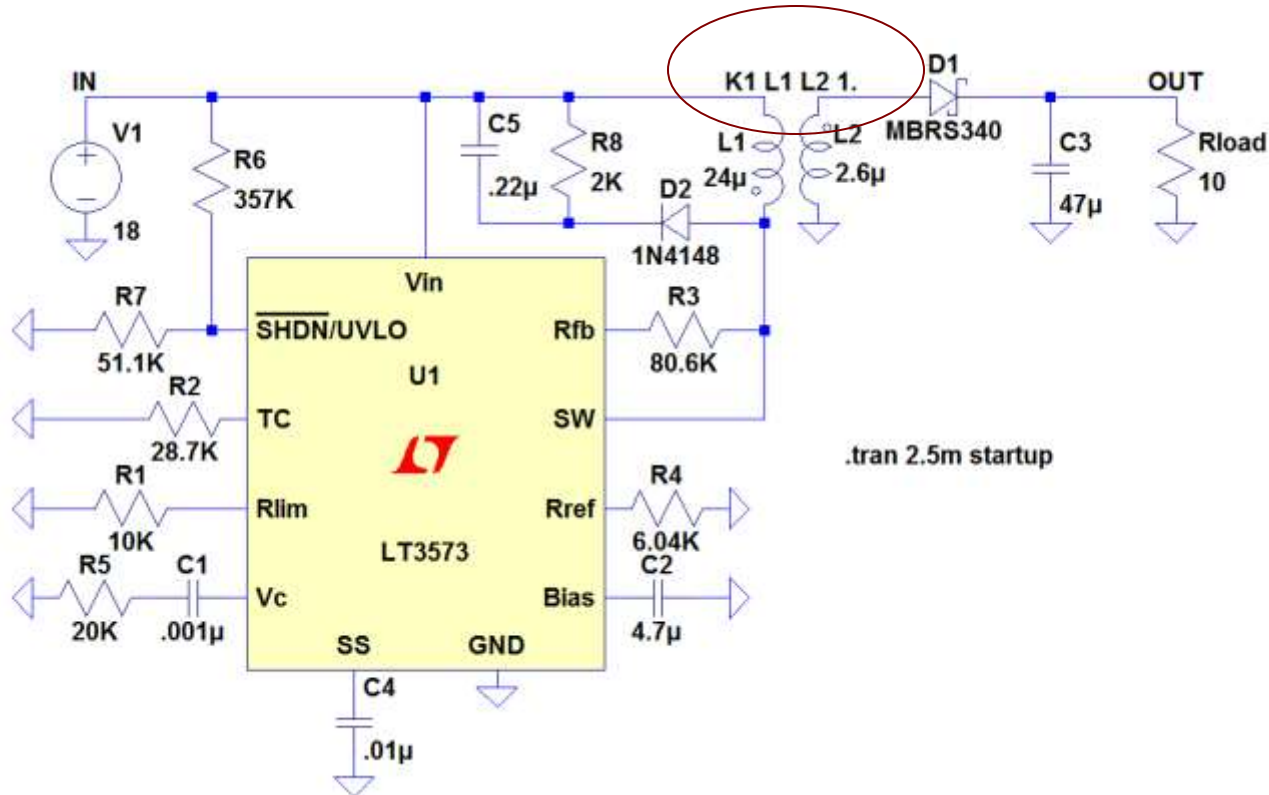 IN
K1 L1 L2 1.
D1
OUT
MBRS340
V1
18
R6
357K
C5
.22µ
R8
2K
D2
1N4148
L1
24µ
L2
2.6µ
C3
47µ
Rload
10
R7
51.1K
R2
28.7K
R1
10K
R5
20K
C1
.001µ
Vin
SHDN/UVLO
Rfb
U1
TC
SW
Rlim
Rref
LT3573
Vc
Bias
SS
GND
R3
80.6K
R4
6.04K
C2
4.7µ
C4
.01µ
.tran 2.5m startup